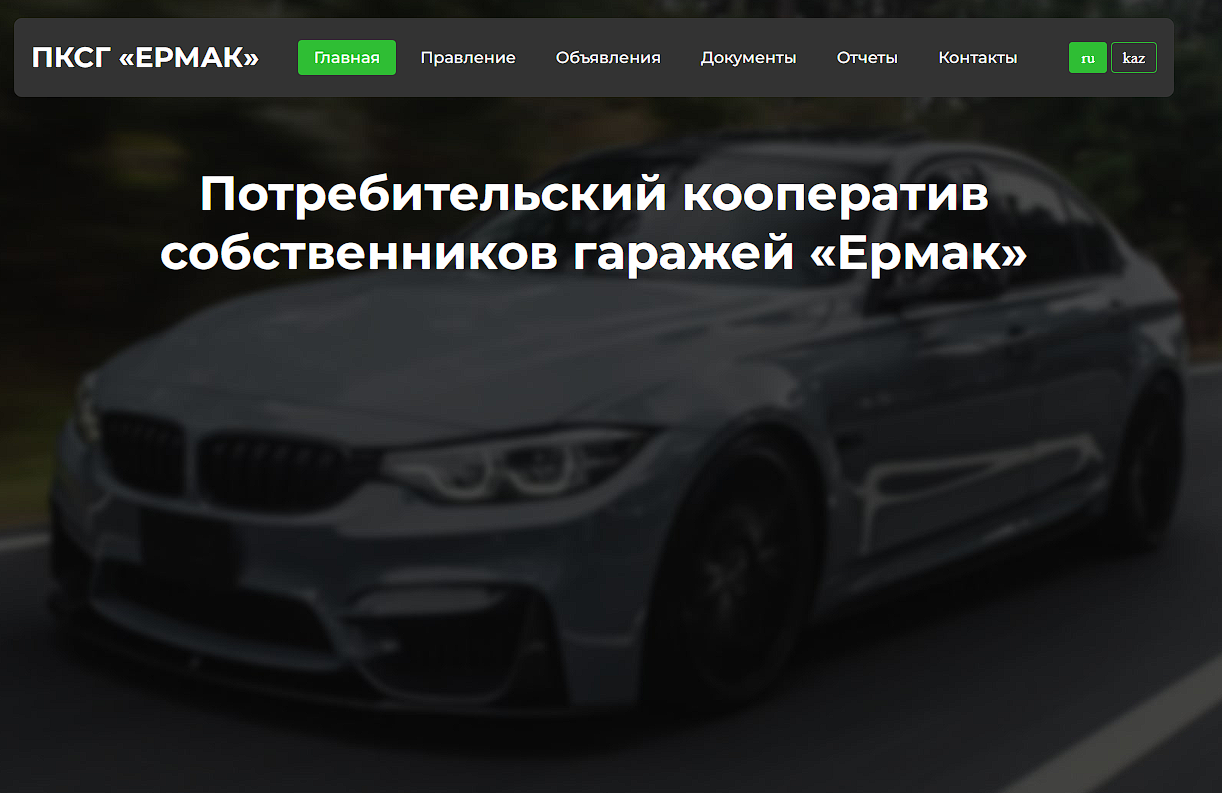 ПКСГ «ЕРМАК» Главная Правление Объявления Документы Отчеты Контакты ru kaz
Потребительский кооператив
собственников гаражей «Ермак»